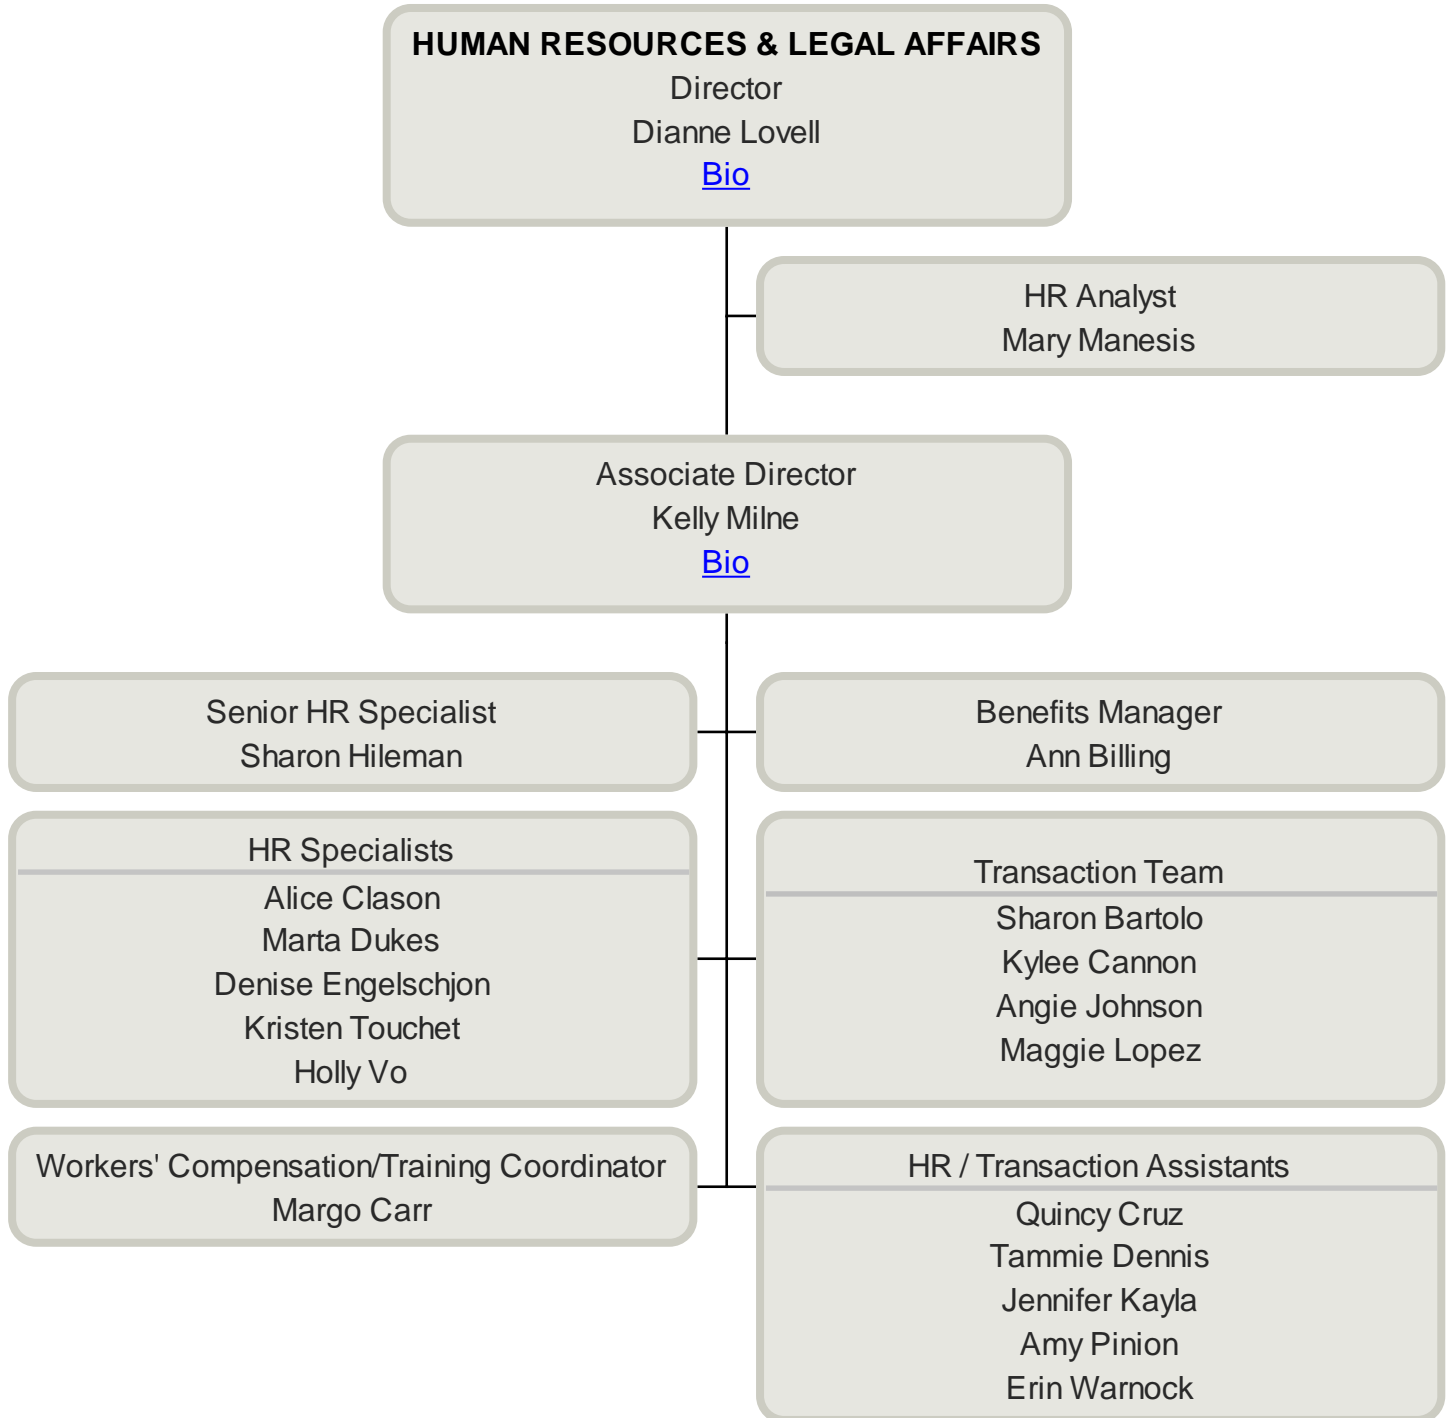 HUMAN RESOURCES & LEGAL AFFAIRS
Director
Dianne Lovell
Bio
HR Analyst
Mary Manesis
Associate Director
Kelly Milne
Bio
Senior HR Specialist
Sharon Hileman
Benefits Manager
Ann Billing
HR Specialists
Alice Clason
Marta Dukes
Denise Engelschjon
Kristen Touchet
Holly Vo
Transaction Team
Sharon Bartolo
Kylee Cannon
Angie Johnson
Maggie Lopez
Workers' Compensation/Training Coordinator
Margo Carr
HR / Transaction Assistants
Quincy Cruz
Tammie Dennis
Jennifer Kayla
Amy Pinion
Erin Warnock